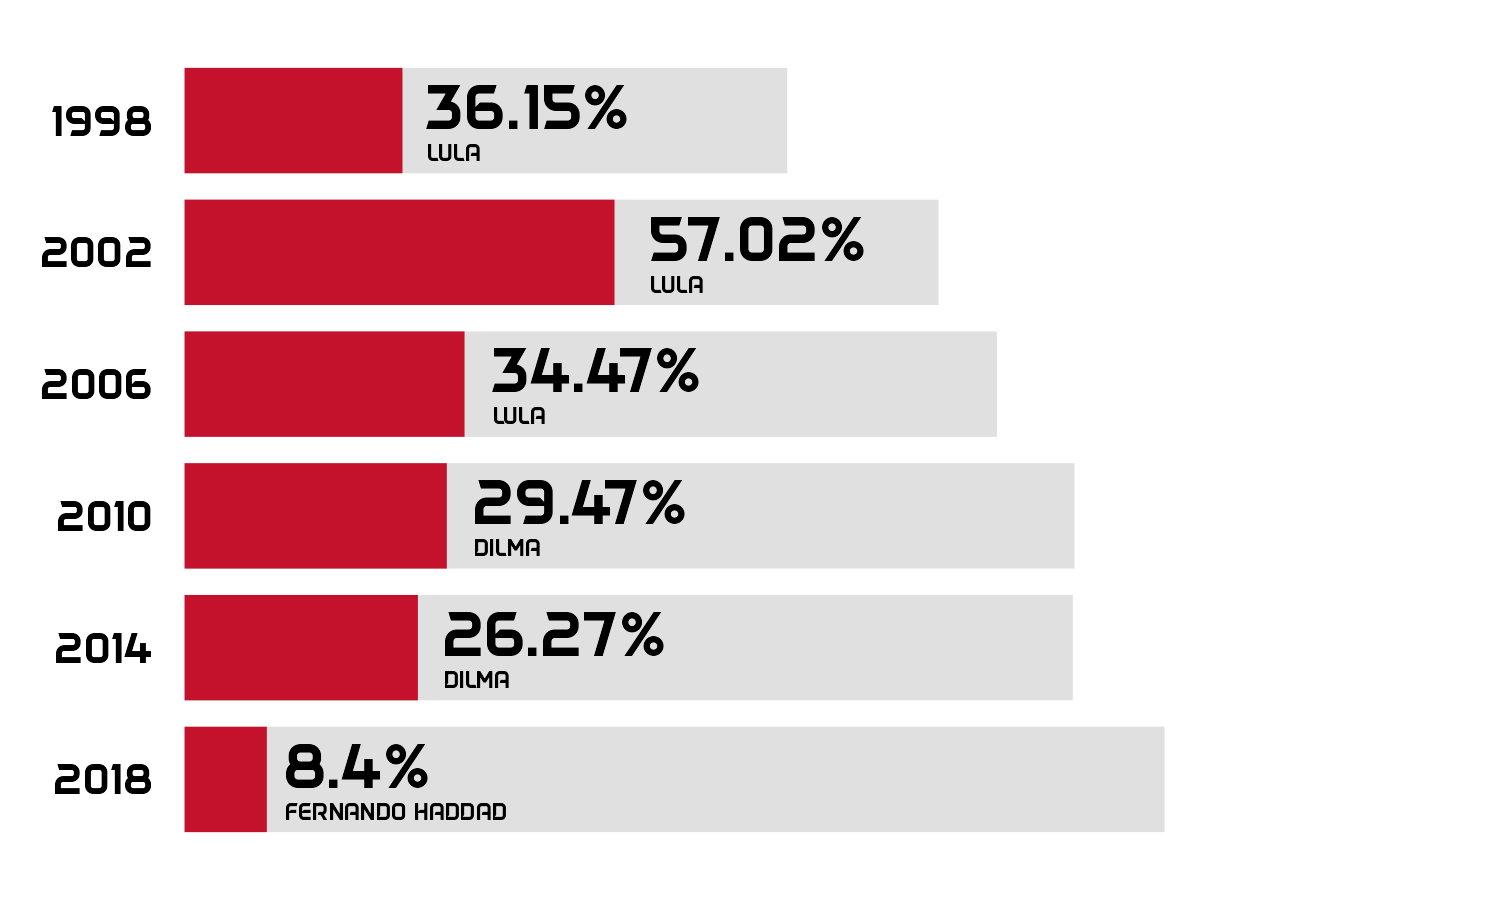 1998
36.15%
LULA
2002
57.02%
LULA
2006
34.47%
LULA
2010
29.47%
DILMA
2014
26.27%
DILMA
2018
8.4%
FERNANDO HADDAD